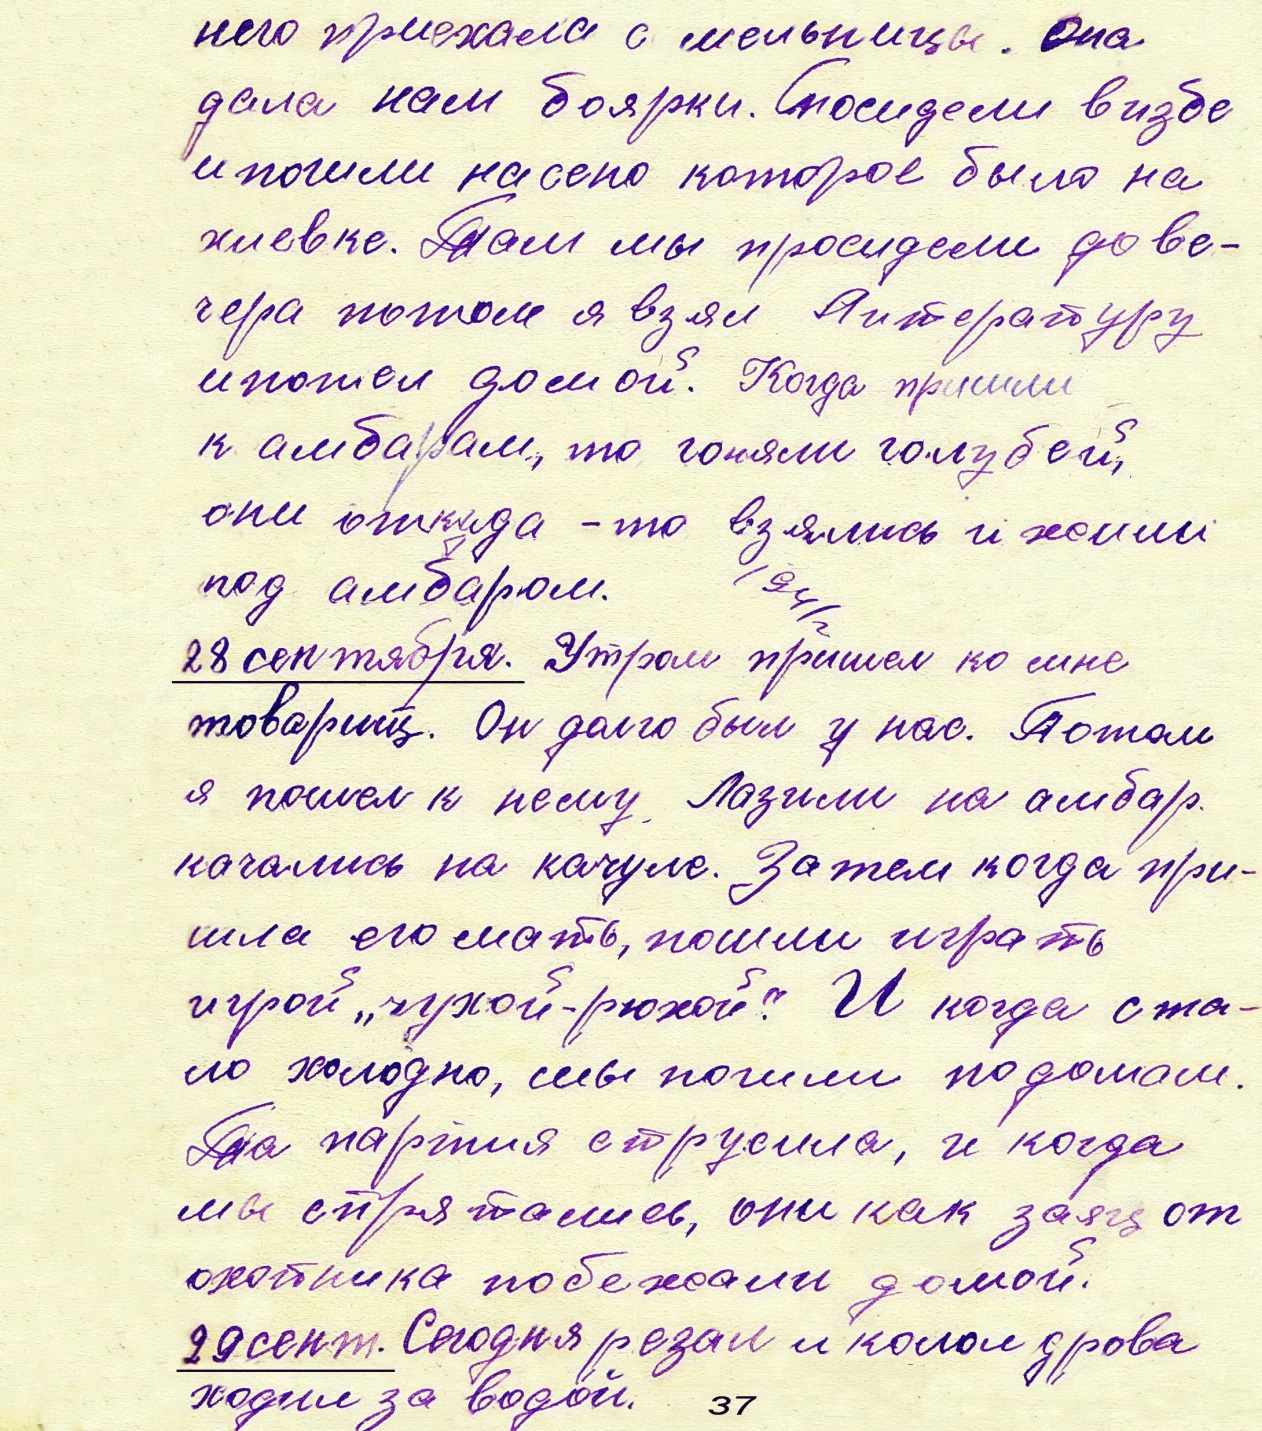 него приехала с мельницы. Она
дала нам боярки. Посидели в избе
и пошли на сено которое было на
хлевке. Там мы просидели до ве-
чера потом я взял Литературу
и пошел домой. Когда пришли
к амбарам, то гоняли голубей,
они откуда-то взялись и жили
под амбаром.
28 сентября. Утром пришел ко мне
товарищ. Он долго был у нас. Потом
я пошел к нему. Лазили на амбар.
качались на качуле. Затем когда при-
шла его мать, пошли играть
игрой „чухой-рюхой". И когда ста-
ло холодно, мы пошли по домам.
Та партия струсила, и когда
мы спрятались, они как заяц от
охотника побежали домой.
29 сент. Сегодня резал и колол дрова
ходил за водой.
37